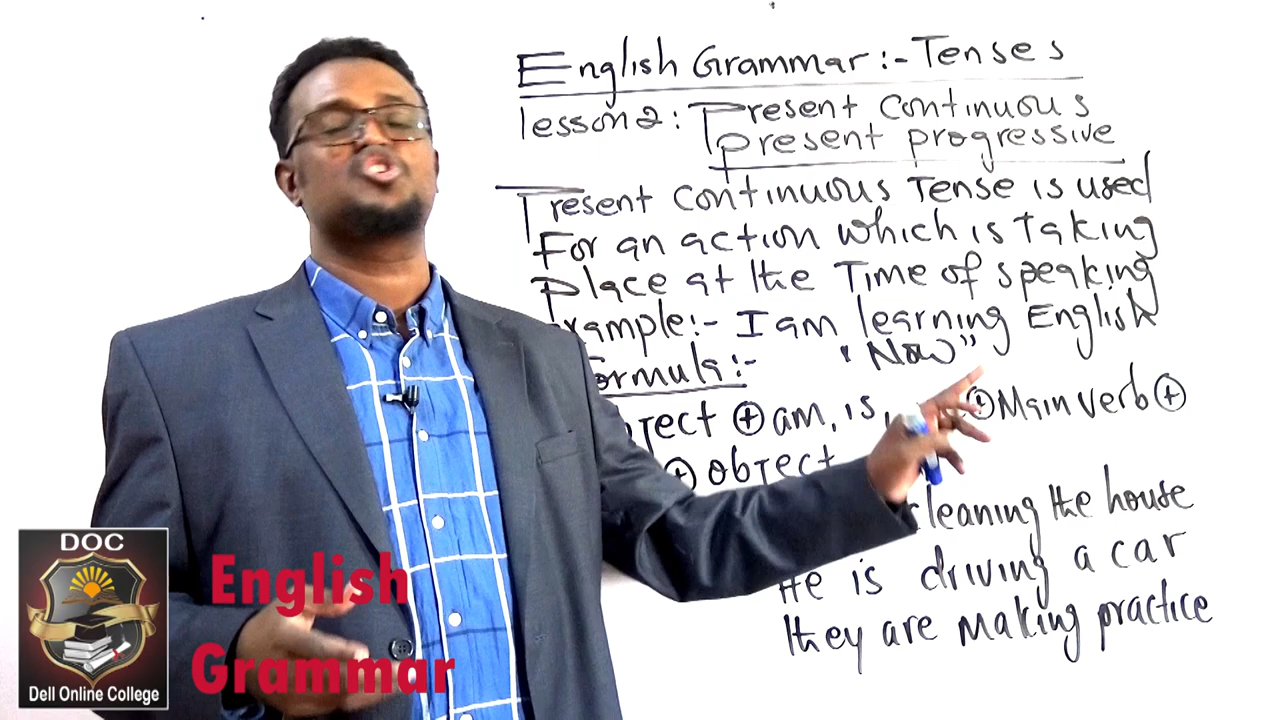 English Grammar :- Tenses
lesson 2: Present continuous
present progressive
Present continuous Tense is used
For an action which is Taking
Place at the Time of speaking
example:- I am learning English
"Now"
Formula:-
am, is, + Main verb +
+ object
cleaning the house
He is driving a car
they are making practice
DOC
Dell Online College
English
Grammar